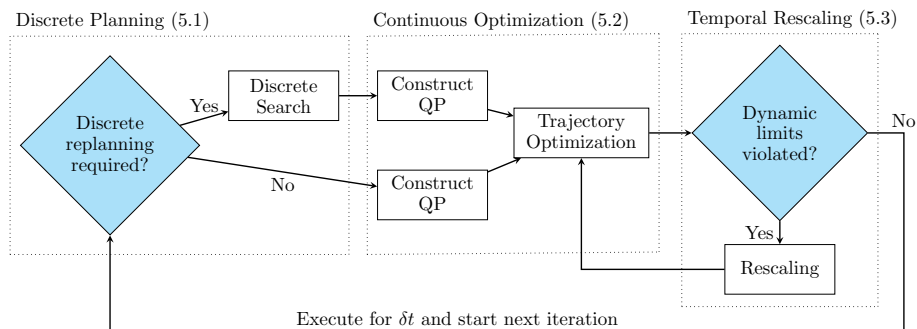 Discrete Planning (5.1)
Continuous Optimization (5.2)
Temporal Rescaling (5.3)
Discrete
replanning
required?
Yes
No
Discrete
Search
Construct
QP
Construct
QP
Trajectory
Optimization
Dynamic
limits
violated?
No
Yes
Rescaling
Execute for δt and start next iteration